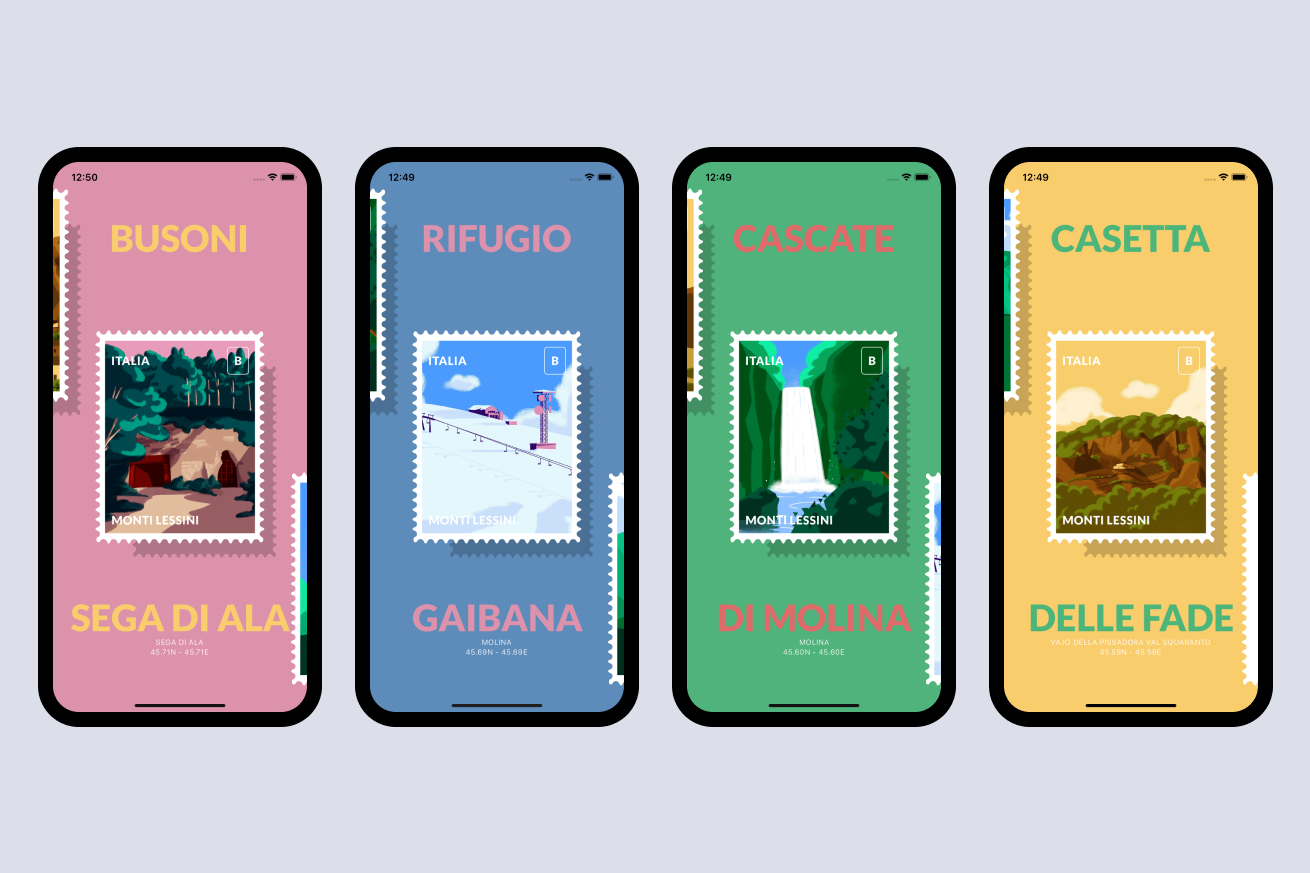 12:50
BUSONI
ITALIA
B
MONTI LESSINI
SEGA DI ALA
SEGA DI ALA
45.71N - 45.71E
12:49
RIFUGIO
ITALIA
B
MONTI LESSINI
GAIBANA
MOLINA
45.69N - 45.69E
12:49
CASCATE
ITALIA
B
MONTI LESSINI
DI MOLINA
MOLINA
45.60N - 45.60E
12:49
CASETTA
ITALIA
B
MONTI LESSINI
DELLE FADE
VAJO DELLA PISSADORA VAL SQUARANTO
45.58N - 45.58E